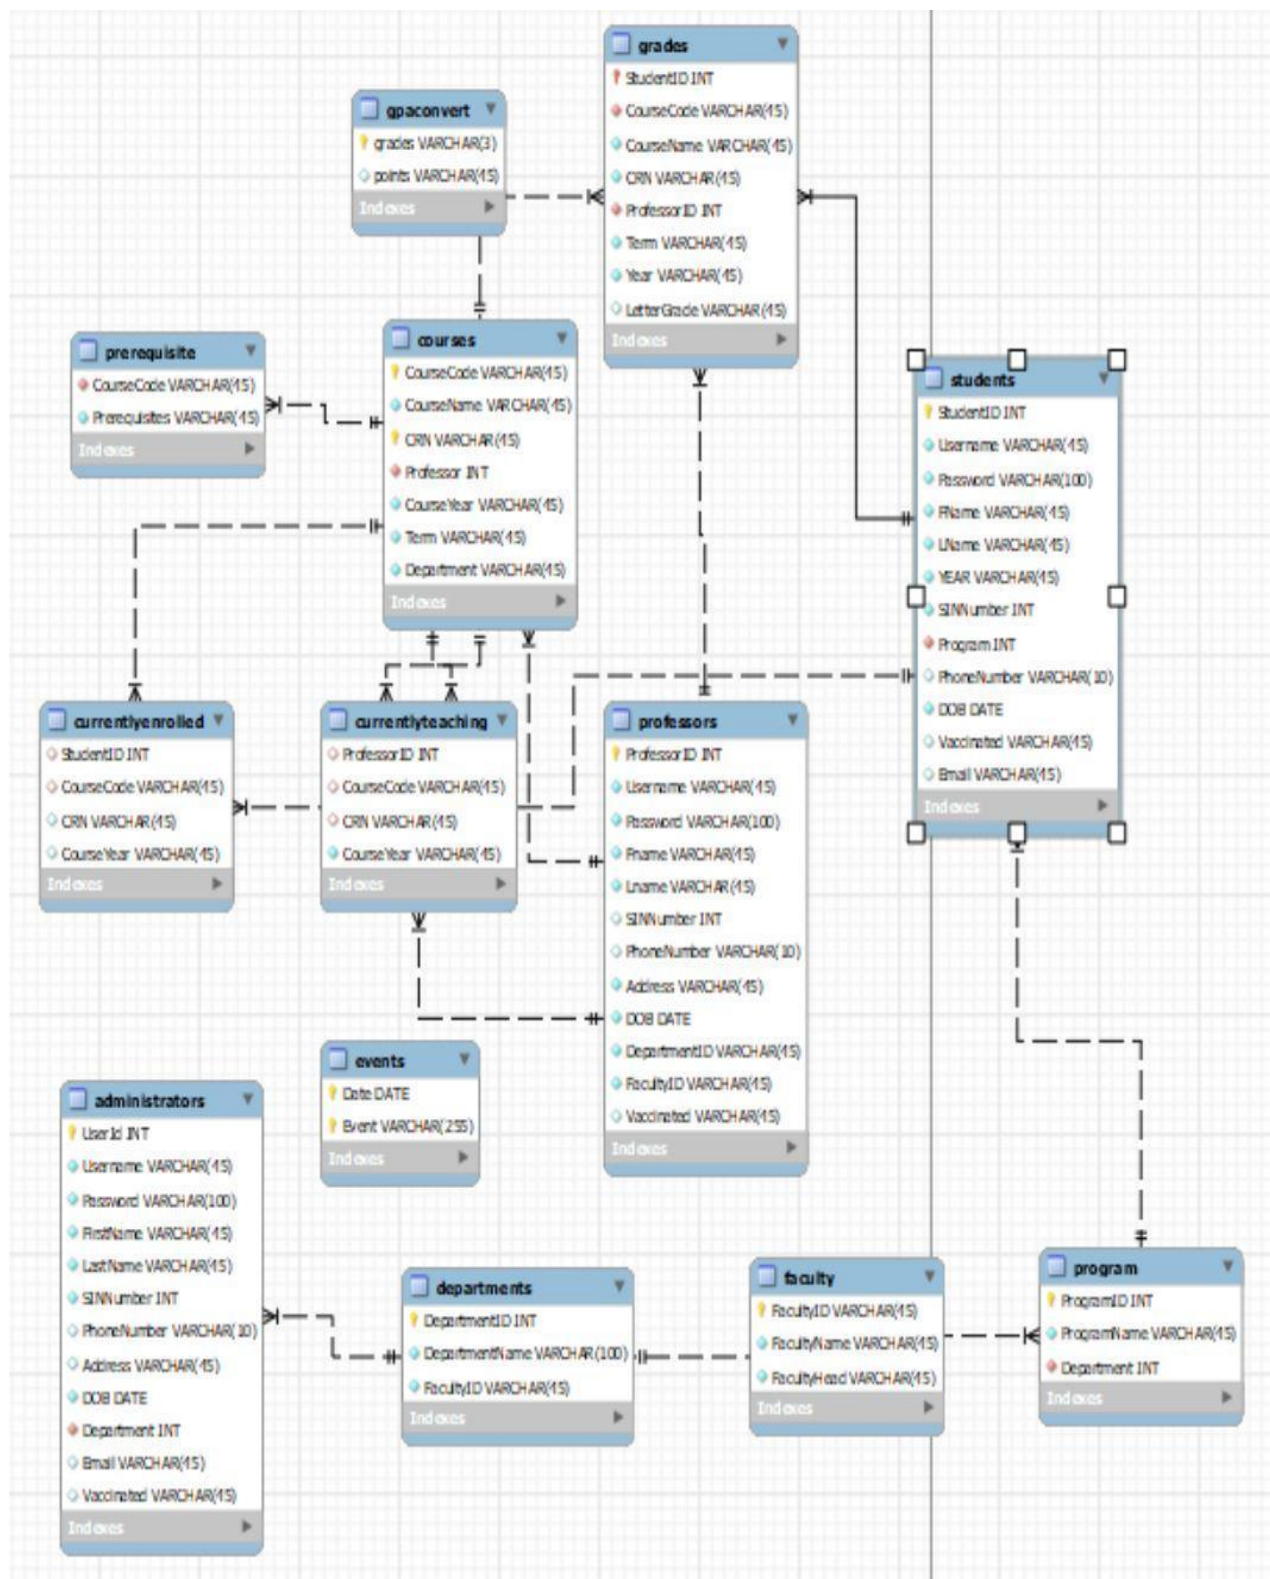 grades
StudentID INT
CourseCode VARCHAR(45)
CourseName VARCHAR(45)
CRN VARCHAR(45)
ProfessorID INT
Term VARCHAR(45)
Year VARCHAR(45)
LetterGrade VARCHAR(45)
Indexes
gpaconvert
grades VARCHAR(3)
points VARCHAR(45)
Indexes
prerequisite
CourseCode VARCHAR(45)
Prerequisites VARCHAR(45)
Indexes
courses
CourseCode VARCHAR(45)
CourseName VARCHAR(45)
CRN VARCHAR(45)
Professor INT
CourseYear VARCHAR(45)
Term VARCHAR(45)
Department VARCHAR(45)
Indexes
students
StudentID INT
Username VARCHAR(45)
Password VARCHAR(100)
FName VARCHAR(45)
LName VARCHAR(45)
YEAR VARCHAR(45)
SINNumber INT
Program INT
PhoneNumber VARCHAR(10)
DOB DATE
Vaccinated VARCHAR(45)
Email VARCHAR(45)
Indexes
currentlyenrolled
StudentID INT
CourseCode VARCHAR(45)
CRN VARCHAR(45)
CourseYear VARCHAR(45)
Indexes
currentlyteaching
ProfessorID INT
CourseCode VARCHAR(45)
CRN VARCHAR(45)
CourseYear VARCHAR(45)
Indexes
professors
ProfessorID INT
Username VARCHAR(45)
Password VARCHAR(100)
Fname VARCHAR(45)
Lname VARCHAR(45)
SINNumber INT
PhoneNumber VARCHAR(10)
Address VARCHAR(45)
DOB DATE
DepartmentID VARCHAR(45)
FacultyID VARCHAR(45)
Vaccinated VARCHAR(45)
Indexes
events
Date DATE
Event VARCHAR(255)
Indexes
administrators
UserId INT
Username VARCHAR(45)
Password VARCHAR(100)
FirstName VARCHAR(45)
LastName VARCHAR(45)
SINNumber INT
PhoneNumber VARCHAR(10)
Address VARCHAR(45)
DOB DATE
Department INT
Email VARCHAR(45)
Vaccinated VARCHAR(45)
Indexes
departments
DepartmentID INT
DepartmentName VARCHAR(100)
FacultyID VARCHAR(45)
Indexes
faculty
FacultyID VARCHAR(45)
FacultyName VARCHAR(45)
FacultyHead VARCHAR(45)
Indexes
program
ProgramID INT
ProgramName VARCHAR(45)
Department INT
Indexes